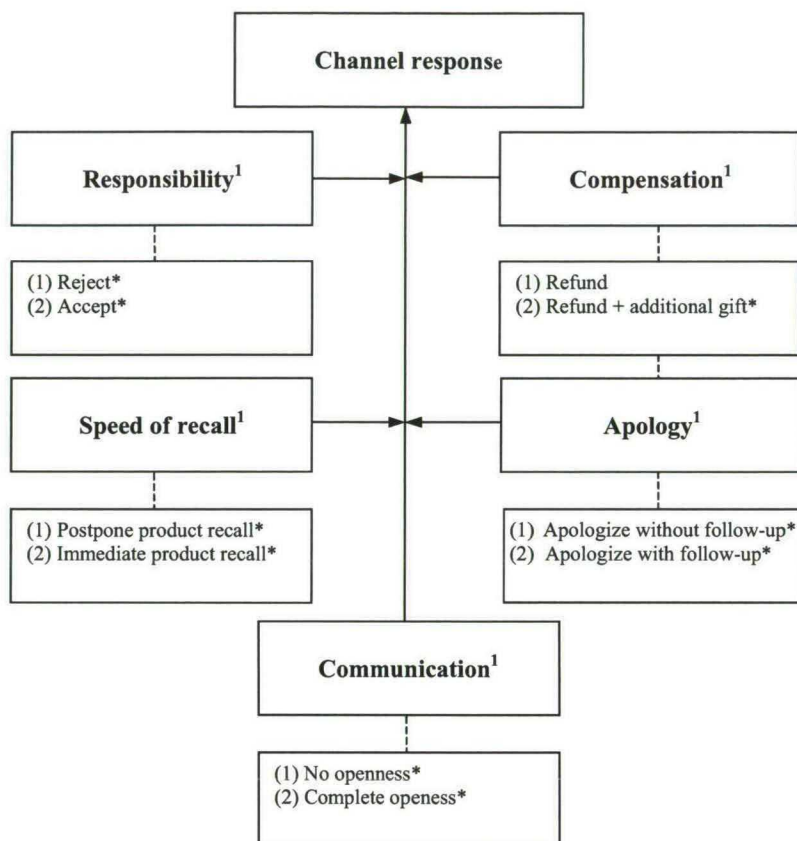 Channel response
Responsibility¹
Compensation¹
(1) Reject*
(2) Accept*
(1) Refund
(2) Refund + additional gift*
Speed of recall¹
Apology¹
(1) Postpone product recall*
(2) Immediate product recall*
(1) Apologize without follow-up*
(2) Apologize with follow-up*
Communication¹
(1) No openness*
(2) Complete openess*